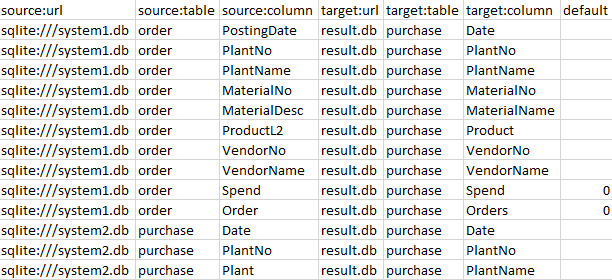 source:url source:table source:column target:url target:table target:column default
sqlite:///system1.db order PostingDate result.db purchase Date
sqlite:///system1.db order PlantNo result.db purchase PlantNo
sqlite:///system1.db order PlantName result.db purchase PlantName
sqlite:///system1.db order MaterialNo result.db purchase MaterialNo
sqlite:///system1.db order MaterialDesc result.db purchase MaterialName
sqlite:///system1.db order ProductL2 result.db purchase Product
sqlite:///system1.db order VendorNo result.db purchase VendorNo
sqlite:///system1.db order VendorName result.db purchase VendorName
sqlite:///system1.db order Spend result.db purchase Spend 0
sqlite:///system1.db order Order result.db purchase Orders 0
sqlite:///system2.db purchase Date result.db purchase Date
sqlite:///system2.db purchase PlantNo result.db purchase PlantNo
sqlite:///system2.db purchase Plant result.db purchase PlantName